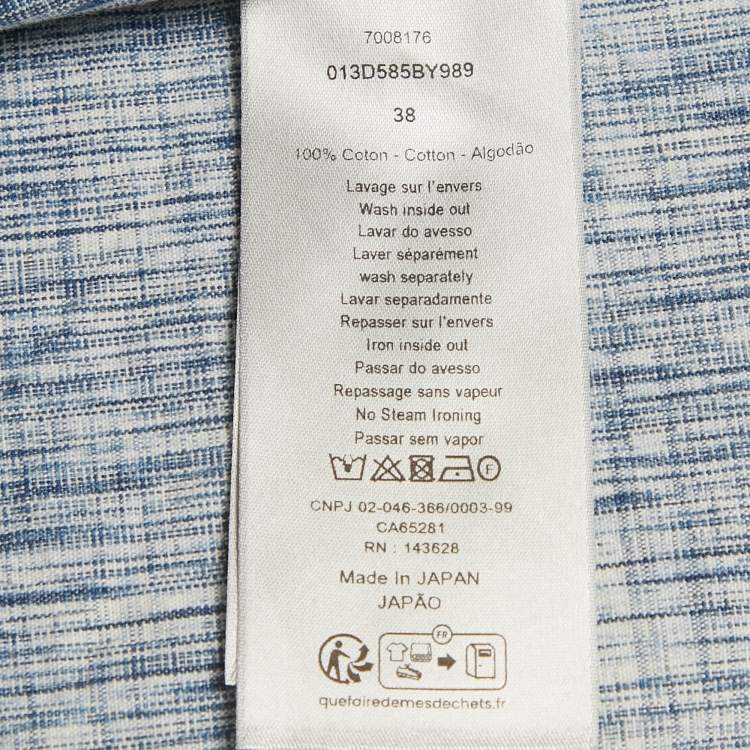 7008176
013D585BY989
38
100% Coton - Cotton - Algodão
Lavage sur l'envers
Wash inside out
Lavar do avesso
Laver séparément
wash separately
Lavar separadamente
Repasser sur l'envers
Iron inside out
Passar do avesso
Repassage sans vapeur
No Steam Ironing
Passar sem vapor
F
CNPJ 02-046-366/0003-99
CA65281
RN : 143628
Made In JAPAN
JAPÃO
FR
quefairedemesdechets.fr